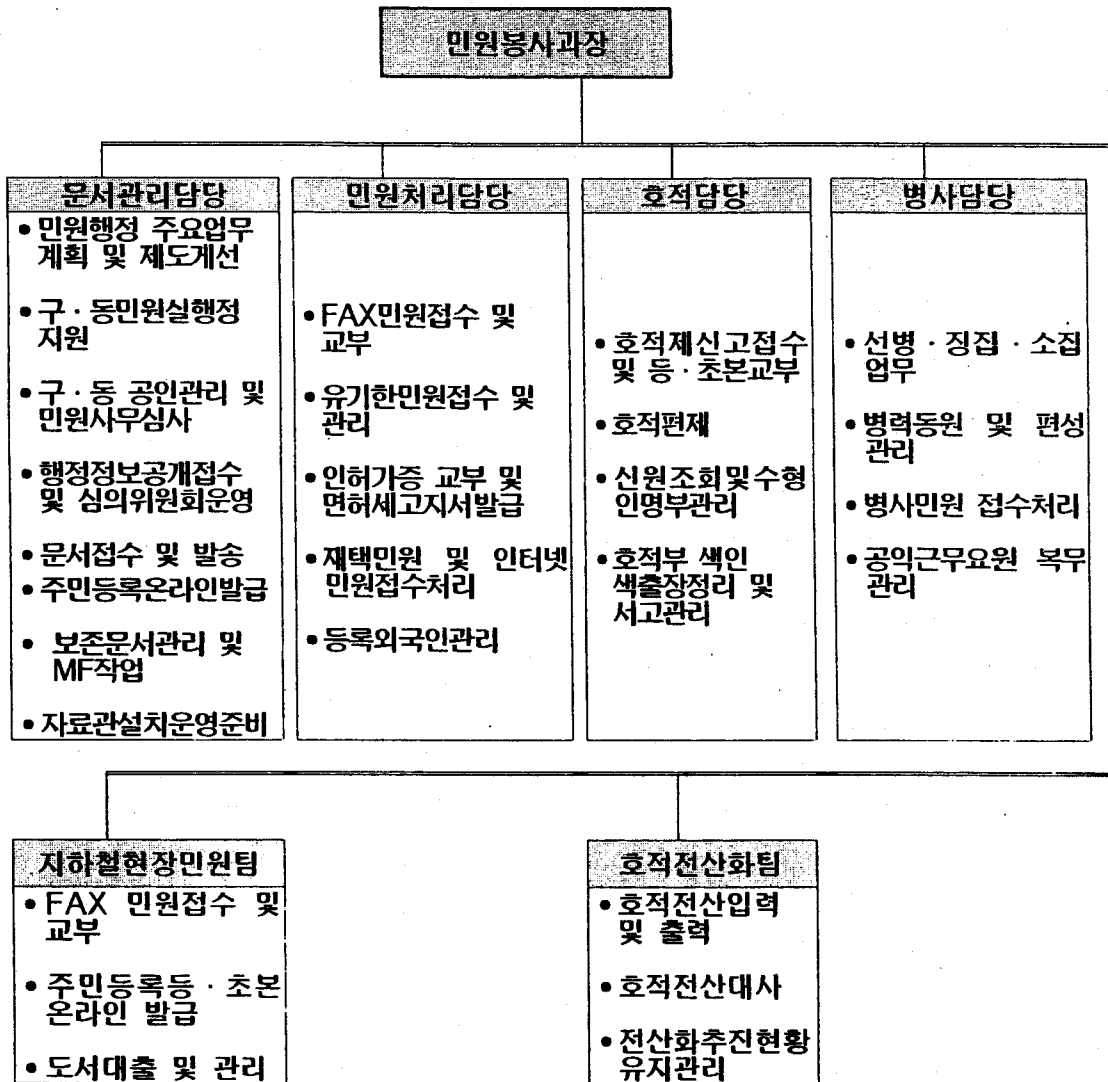 민원봉사과장
문서관리담당
• 민원행정 주요업무
계획 및 제도게선
• 구·동민원실행정
지원
• 구·동 공인관리 및
민원사무심사
• 행정정보공개접수
및 심의위원회운영
• 문서접수 및 발송
• 주민등록온라인발급
• 보존문서관리 및
MF작업
• 자료관설치운영준비
민원처리담당
• FAX민원접수 및
교부
• 유기한민원접수 및
관리
• 인허가증 교부 및
면허세고지서발급
• 재택민원 및 인터넷
민원접수처리
• 등록외국인관리
호적담당
• 호적제신고접수
및 등·초본교부
• 호적편제
• 신원조회및수형
인명부관리
• 호적부 색인
색출장정리 및
서고관리
병사담당
• 선병·징집·소집
업무
• 병력동원 및 편성
관리
• 병사민원 접수처리
• 공익근무요원 복무
관리
지하철현장민원팀
• FAX 민원접수 및
교부
• 주민등록등·초본
온라인 발급
• 도서대출 및 관리
호적전산화팀
• 호적전산입력
및 출력
• 호적전산대사
• 전산화추진현황
유지관리